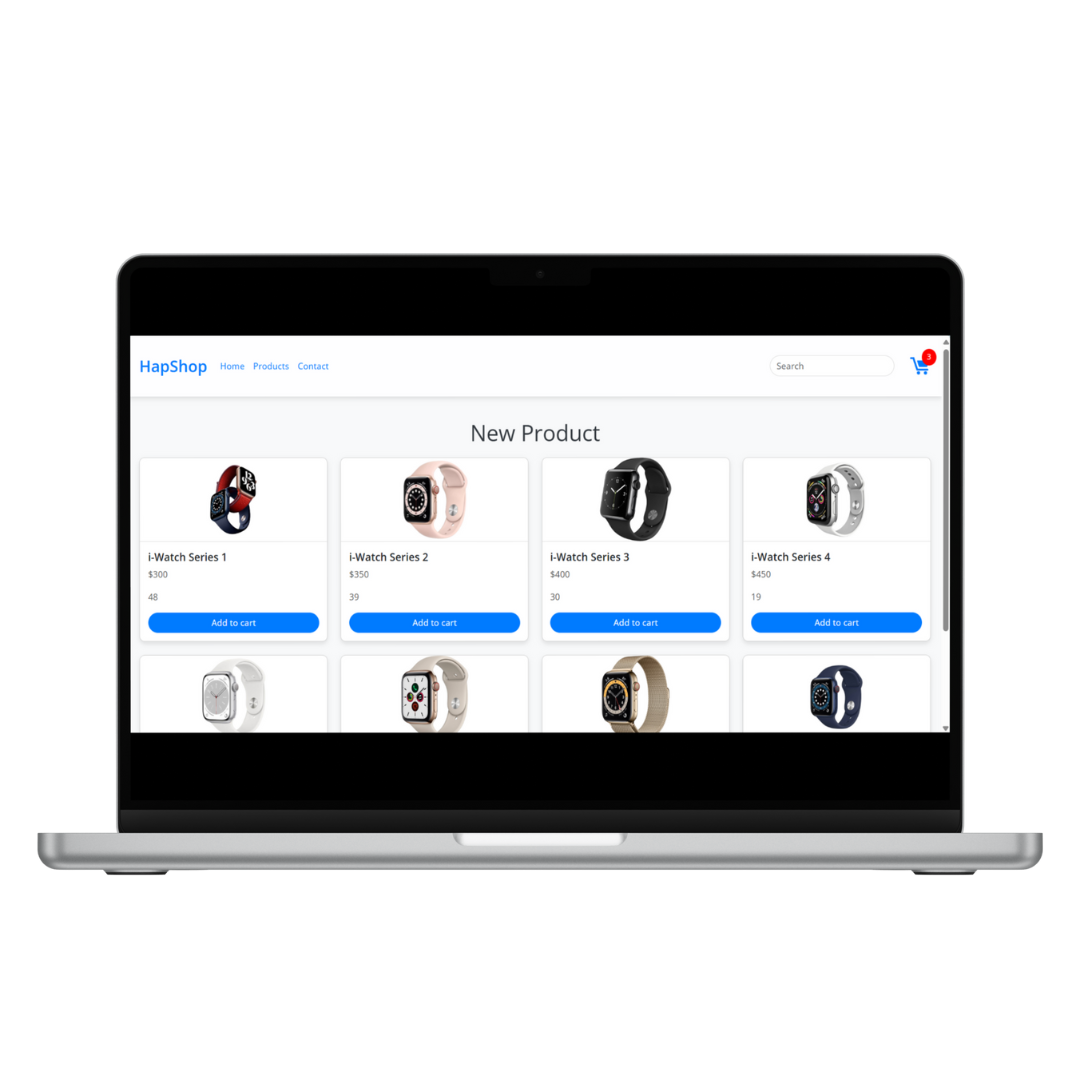 HapShop Home Products Contact Search 3
New Product
i-Watch Series 1 i-Watch Series 2 i-Watch Series 3 i-Watch Series 4
$300 $350 $400 $450
48 39 30 19
Add to cart Add to cart Add to cart Add to cart